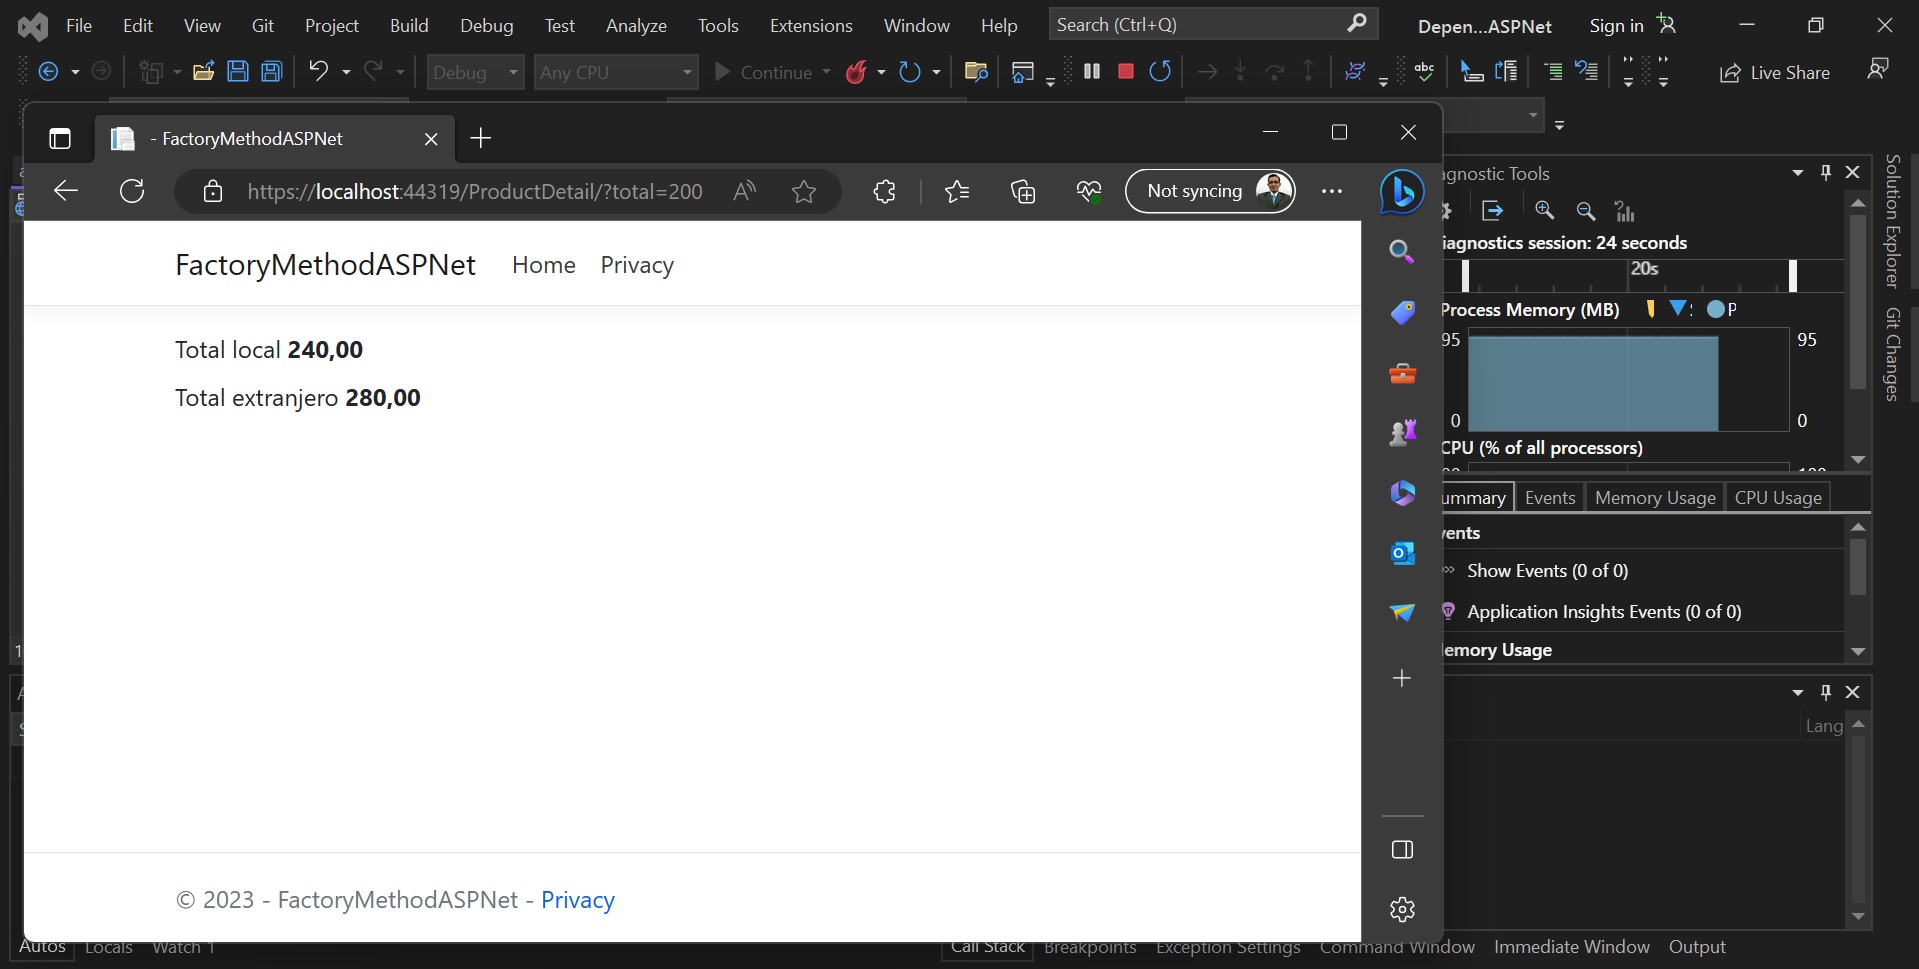 File Edit View Git Project Build Debug Test Analyze Tools Extensions Window Help Search (Ctrl+Q) Depen...ASPNet Sign in
Debug Any CPU Continue abc Live Share
- FactoryMethodASPNet
https://localhost:44319/ProductDetail/?total=200 A Not syncing
FactoryMethodASPNet Home Privacy
Total local 240,00
Total extranjero 280,00
© 2023 - FactoryMethodASPNet - Privacy
gnostic Tools
iagnostics session: 24 seconds
20s
Process Memory (MB) P
95 95
0 0
CPU (% of all processors)
ummary Events Memory Usage CPU Usage
ents
Show Events (0 of 0)
Application Insights Events (0 of 0)
emory Usage
Lang
Solution Explorer
Git Changes
Autos Locals Watch 1 Call Stack Breakpoints Exception Settings Command Window Immediate Window Output